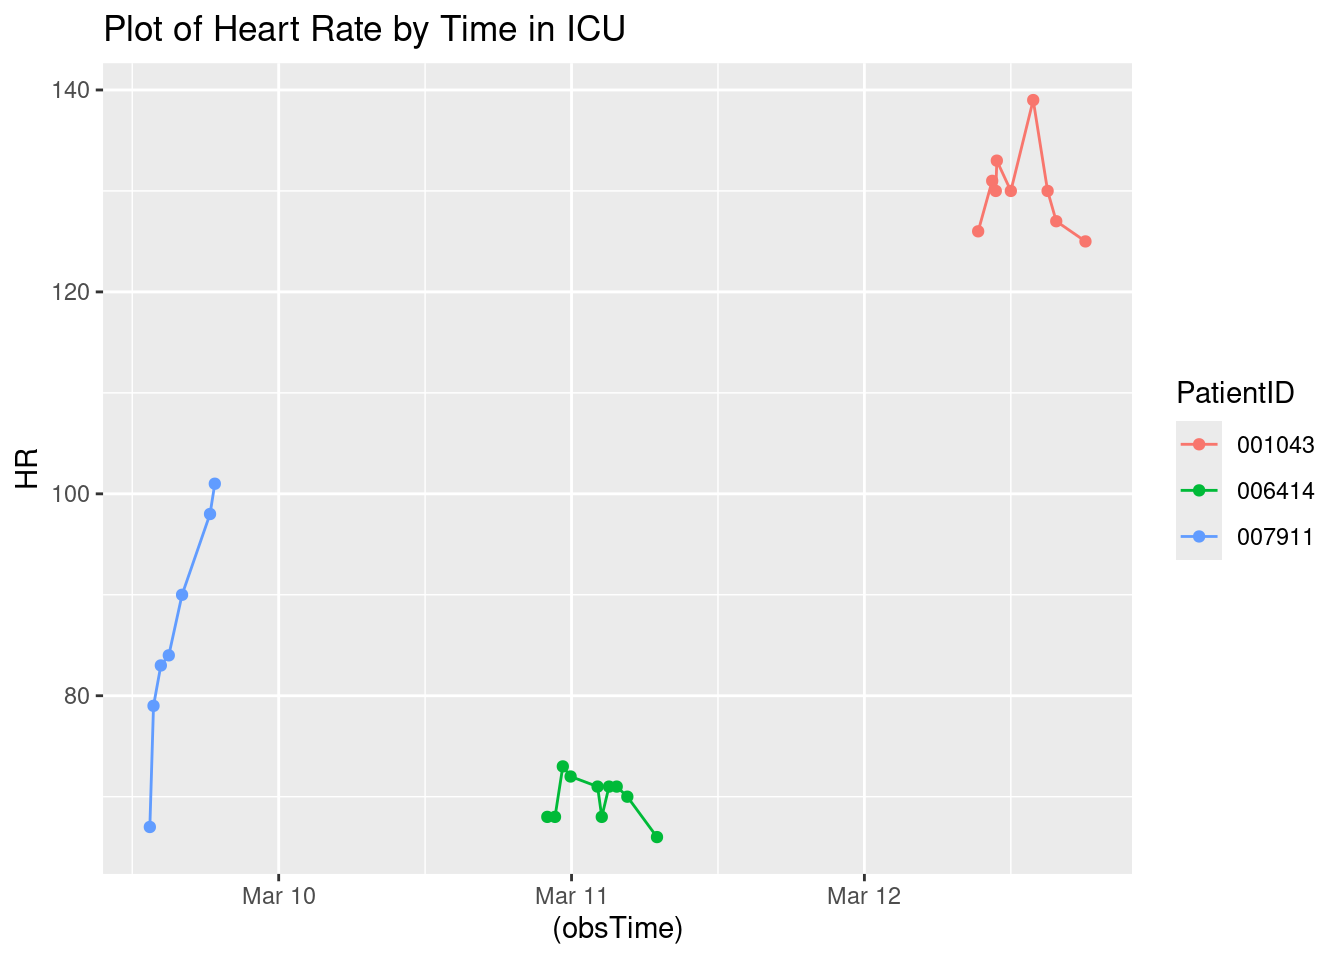 Plot of Heart Rate by Time in ICU
140
120
100
80
HR
Mar 10
Mar 11
Mar 12
(obsTime)
PatientID
001043
006414
007911